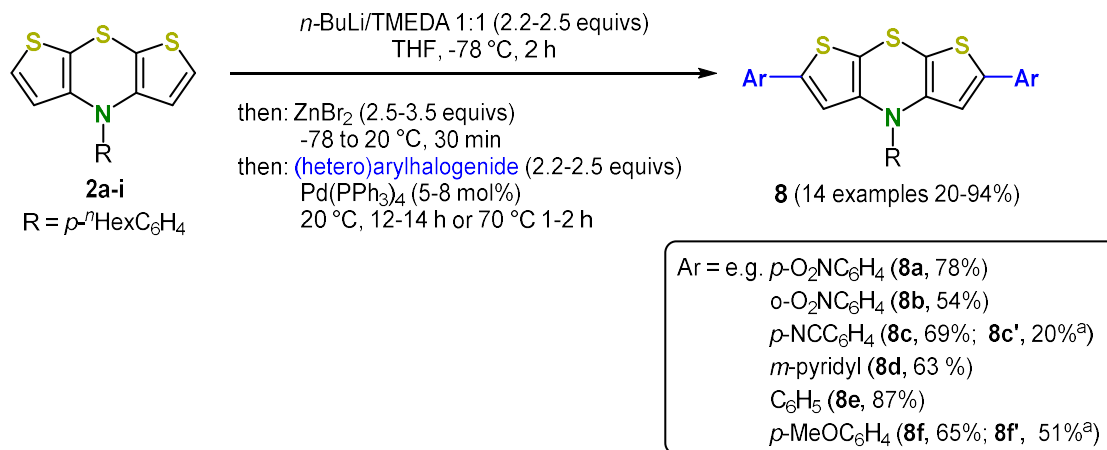 n-BuLi/TMEDA 1:1 (2.2-2.5 equivs)
THF, -78 °C, 2 h
S S S
N
R
then: ZnBr₂ (2.5-3.5 equivs)
-78 to 20 °C, 30 min
then: (hetero)arylhalogenide (2.2-2.5 equivs)
Pd(PPh₃)₄ (5-8 mol%)
20 °C, 12-14 h or 70 °C 1-2 h
2a-i
R = p-ⁿHexC₆H₄
S S S
Ar Ar
N
R
8 (14 examples 20-94%)
Ar = e.g. p-O₂NC₆H₄ (8a, 78%)
o-O₂NC₆H₄ (8b, 54%)
p-NCC₆H₄ (8c, 69%; 8c', 20%ᵃ)
m-pyridyl (8d, 63 %)
C₆H₅ (8e, 87%)
p-MeOC₆H₄ (8f, 65%; 8f', 51%ᵃ)